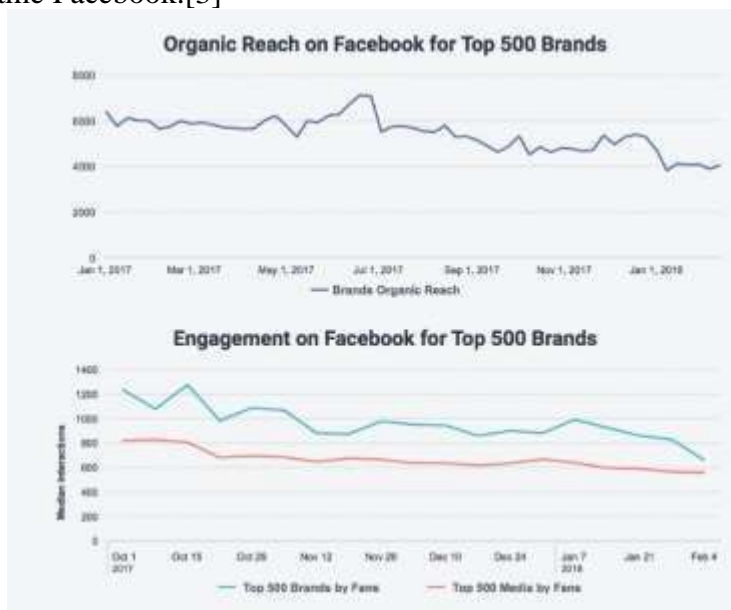 Organic Reach on Facebook for Top 500 Brands
8000
6000
4000
2000
0
Jan 1, 2017 Mar 1, 2017 May 1, 2017 Jul 1, 2017 Sep 1, 2017 Nov 1, 2017 Jan 1, 2018
Brands Organic Reach
Engagement on Facebook for Top 500 Brands
1400
1200
1000
800
600
400
200
0
Median Interactions
Oct 1 Oct 15 Oct 29 Nov 12 Nov 26 Dec 10 Dec 24 Jan 7 Jan 21 Feb 4
2017 2018
Top 500 Brands by Fans Top 500 Media by Fans